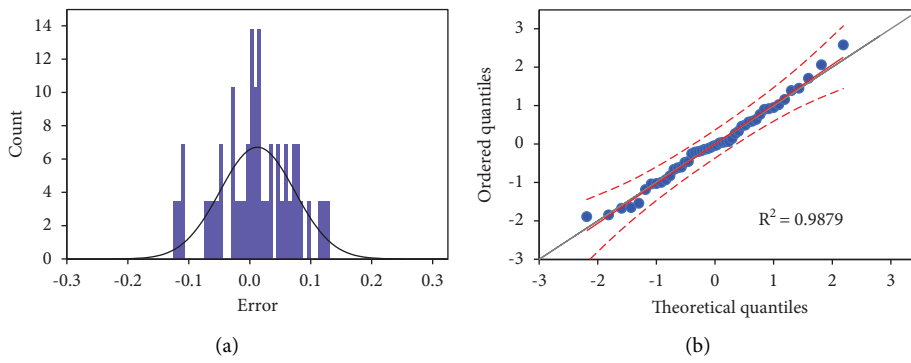 14
12
10
8
6
4
2
0
Count
-0.3 -0.2 -0.1 0.0 0.1 0.2 0.3
Error
(a)
3
2
1
0
-1
-2
-3
Ordered quantiles
R² = 0.9879
-3 -2 -1 0 1 2 3
Theoretical quantiles
(b)